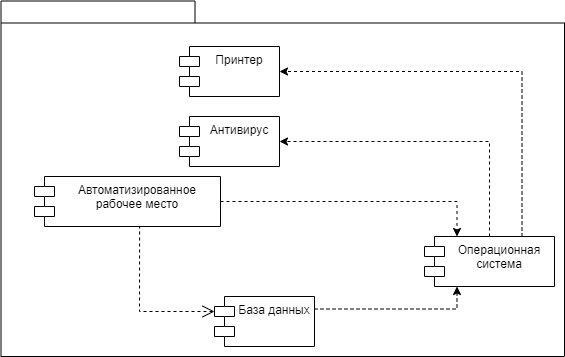 Принтер
Антивирус
Автоматизированное
рабочее место
Операционная
система
База данных